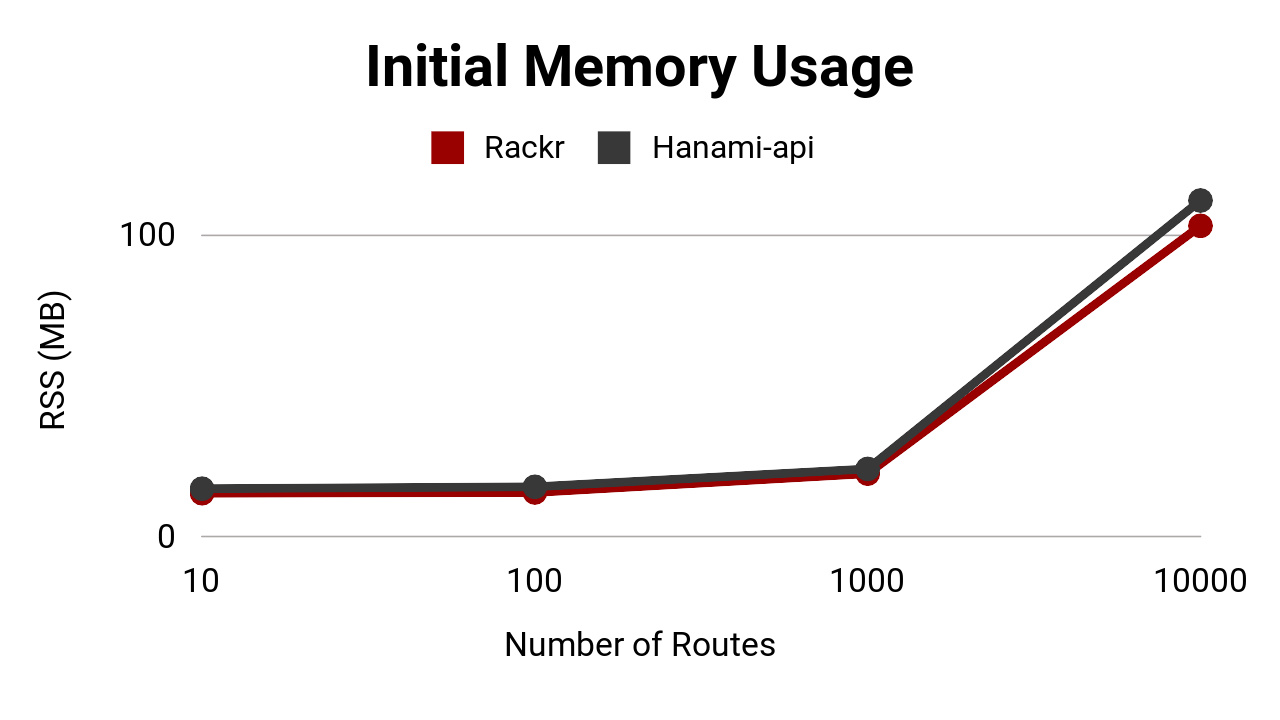 Initial Memory Usage
Rackr Hanami-api
100
RSS (MB)
0
10 100 1000 10000
Number of Routes